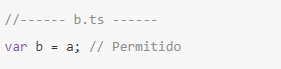 //------ b.ts ------
var b = a; // Permitido